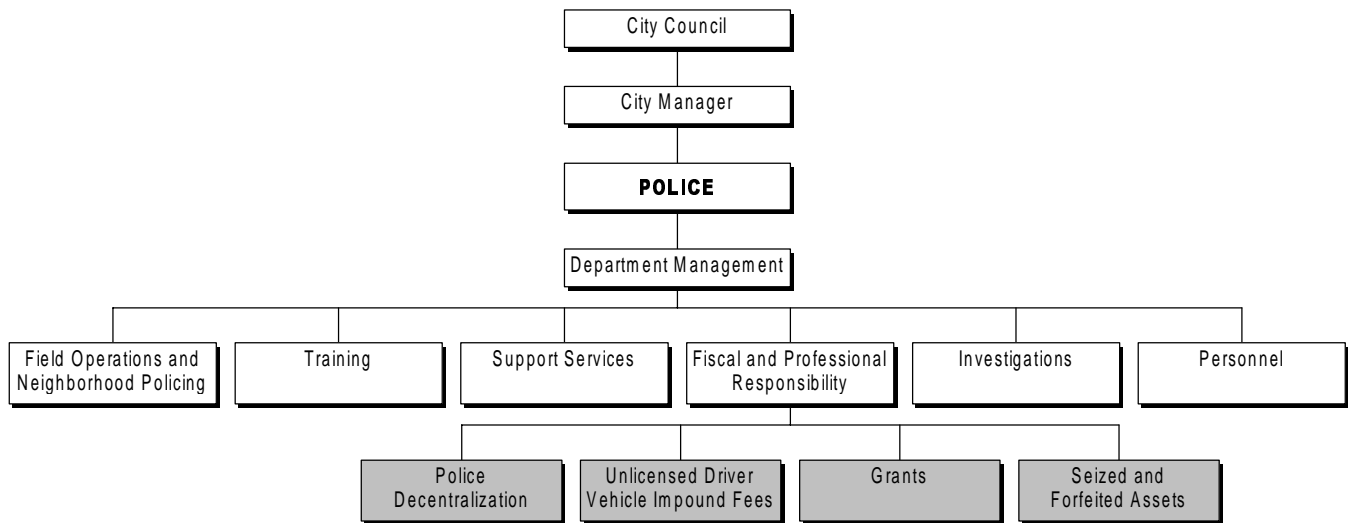 City Council
City Manager
POLICE
Department Management
Field Operations and
Neighborhood Policing
Training
Support Services
Fiscal and Professional
Responsibility
Investigations
Personnel
Police
Decentralization
Unlicensed Driver
Vehicle Impound Fees
Grants
Seized and
Forfeited Assets